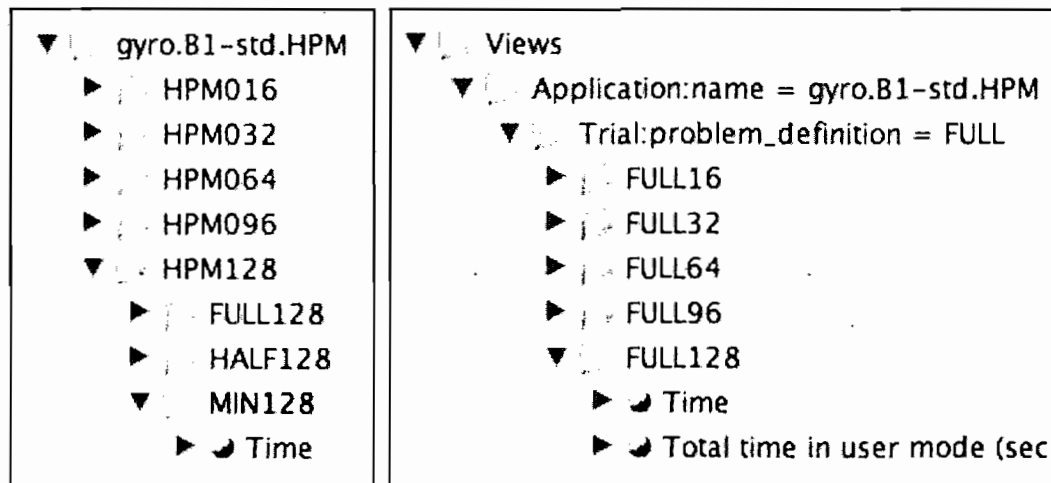 gyro.B1-std.HPM
HPM016
HPM032
HPM064
HPM096
HPM128
FULL128
HALF128
MIN128
Time
Views
Application:name = gyro.B1-std.HPM
Trial:problem_definition = FULL
FULL16
FULL32
FULL64
FULL96
FULL128
Time
Total time in user mode (sec